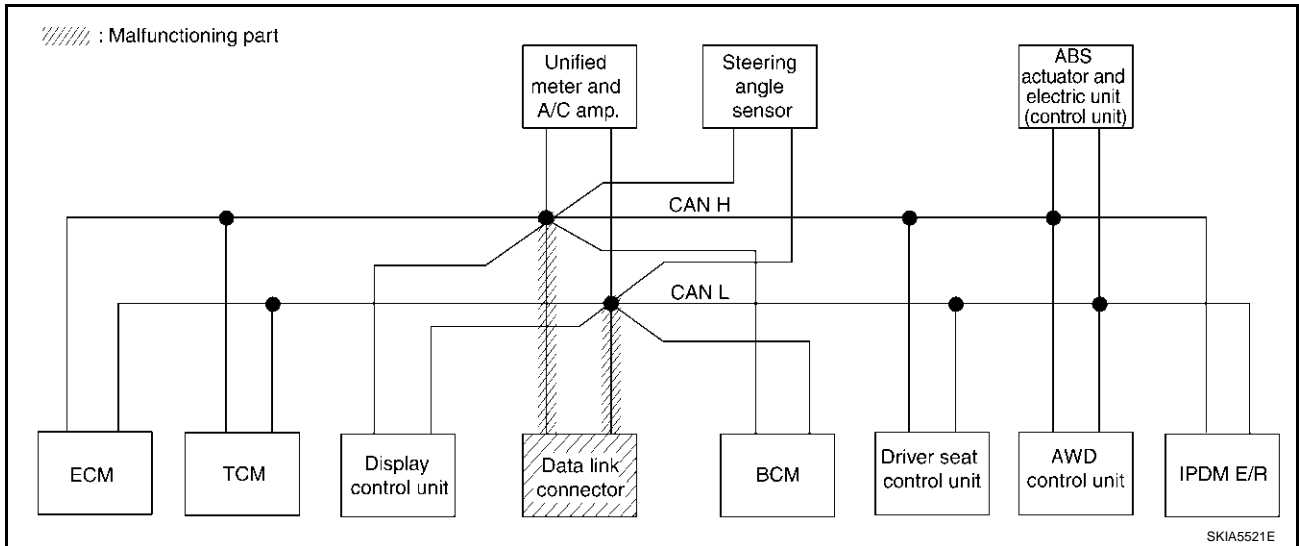 : Malfunctioning part
Unified
meter and
A/C amp.
Steering
angle
sensor
ABS
actuator and
electric unit
(control unit)
CAN H
CAN L
ECM
TCM
Display
control unit
Data link
connector
BCM
Driver seat
control unit
AWD
control unit
IPDM E/R
SKIA5521E